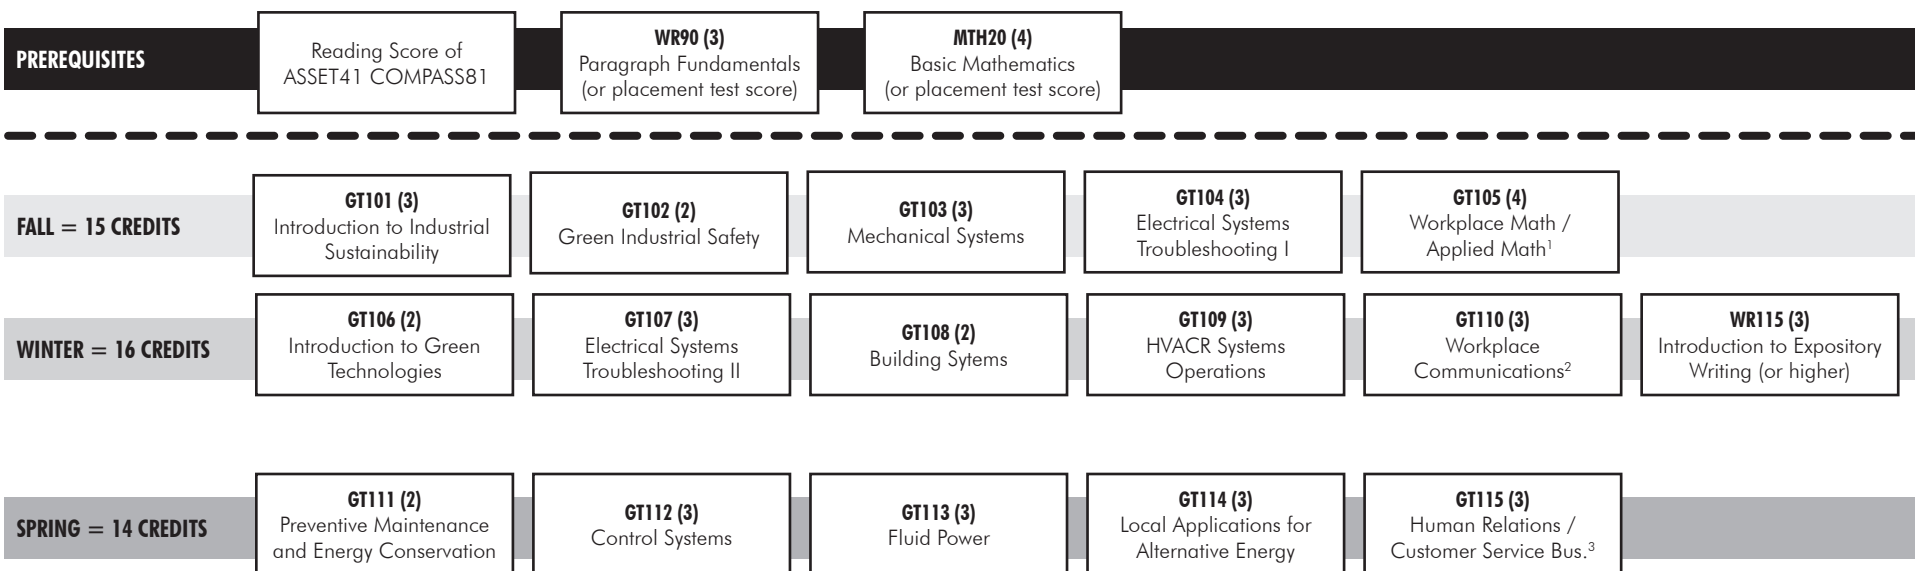 PREREQUISITES
Reading Score of
ASSET41 COMPASS81
WR90 (3)
Paragraph Fundamentals
(or placement test score)
MTH20 (4)
Basic Mathematics
(or placement test score)
FALL = 15 CREDITS
GT101 (3)
Introduction to Industrial
Sustainability
GT102 (2)
Green Industrial Safety
GT103 (3)
Mechanical Systems
GT104 (3)
Electrical Systems
Troubleshooting I
GT105 (4)
Workplace Math /
Applied Math¹
WINTER = 16 CREDITS
GT106 (2)
Introduction to Green
Technologies
GT107 (3)
Electrical Systems
Troubleshooting II
GT108 (2)
Building Sytems
GT109 (3)
HVACR Systems
Operations
GT110 (3)
Workplace
Communications²
WR115 (3)
Introduction to Expository
Writing (or higher)
SPRING = 14 CREDITS
GT111 (2)
Preventive Maintenance
and Energy Conservation
GT112 (3)
Control Systems
GT113 (3)
Fluid Power
GT114 (3)
Local Applications for
Alternative Energy
GT115 (3)
Human Relations /
Customer Service Bus.³